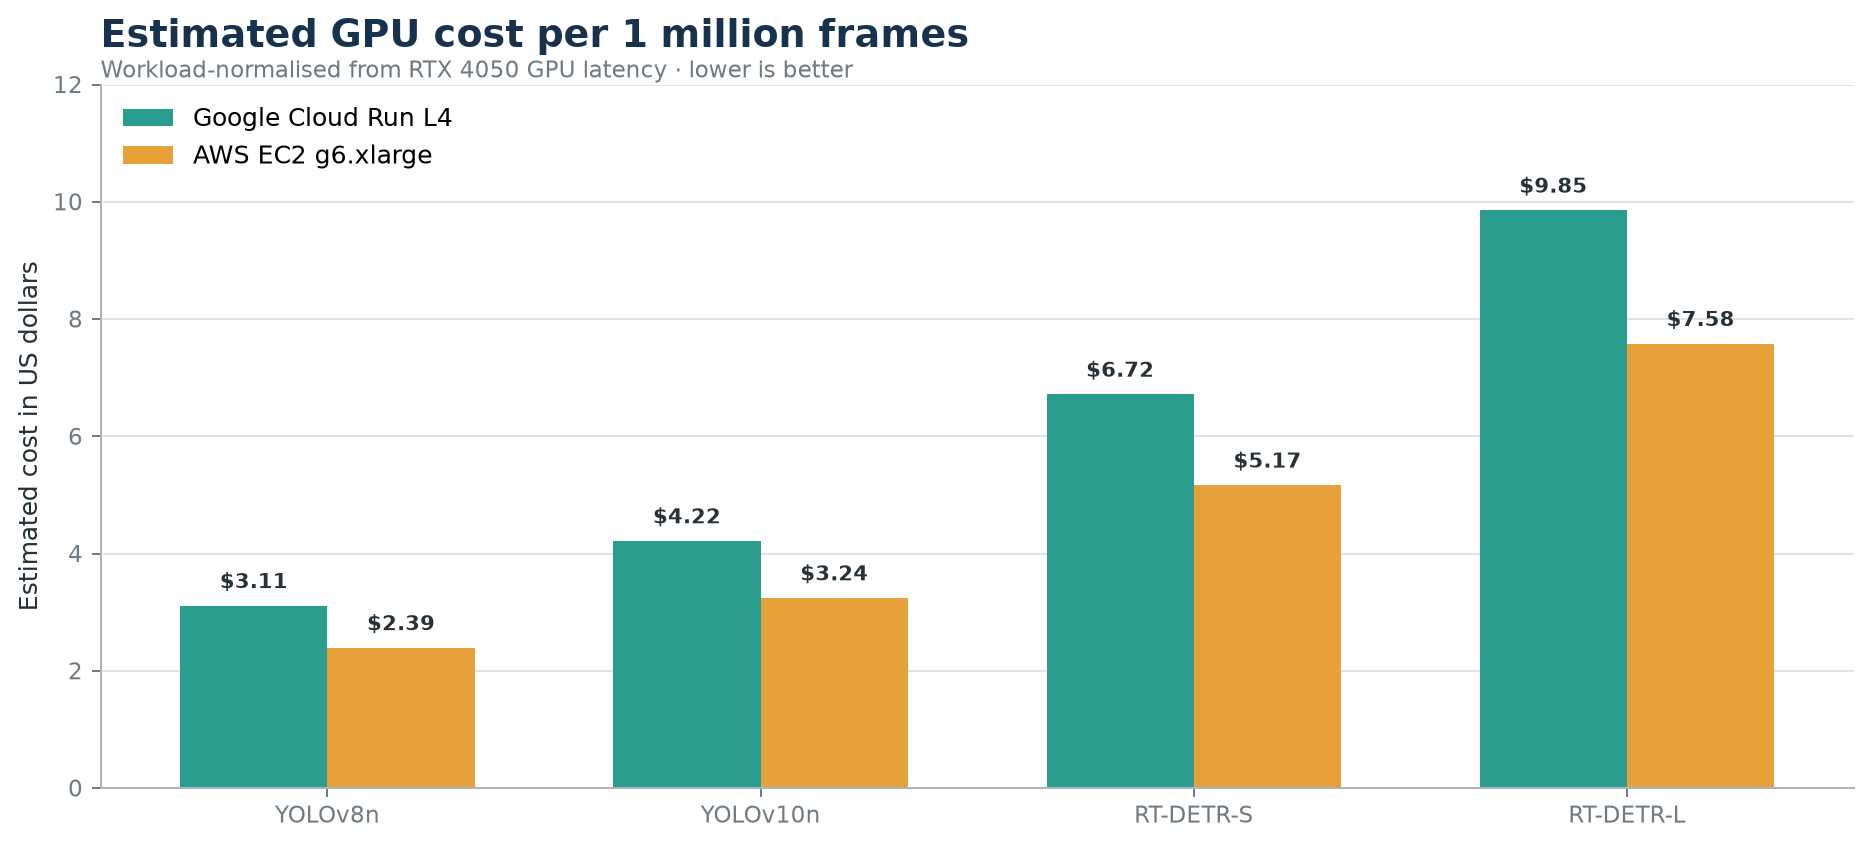 Estimated GPU cost per 1 million frames
Workload-normalised from RTX 4050 GPU latency · lower is better
Google Cloud Run L4
AWS EC2 g6.xlarge
Estimated cost in US dollars
12
10
8
6
4
2
0
$3.11
$2.39
$4.22
$3.24
$6.72
$5.17
$9.85
$7.58
YOLOv8n
YOLOv10n
RT-DETR-S
RT-DETR-L